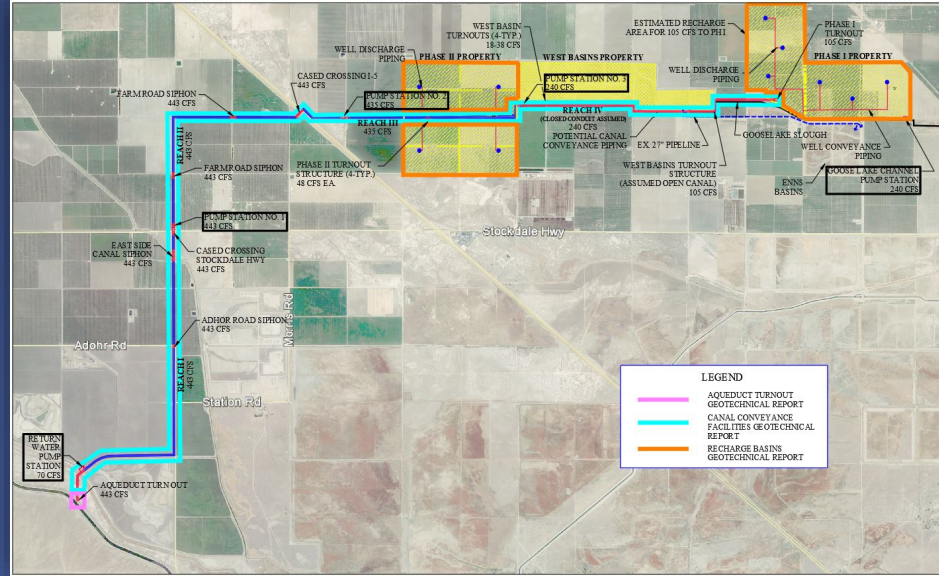 WEST BASIN
TURNOUTS (4-TYP.)
18-38 CFS
ESTIMATED RECHARGE
AREA FOR 105 CFS TO PH I
PHASE I
TURNOUT
105 CFS
WELL DISCHARGE
PIPING
PHASE II PROPERTY
WEST BASINS PROPERTY
WELL DISCHARGE
PIPING
PHASE I PROPERTY
CASED CROSSING I-5
443 CFS
PUMP STATION NO. 3
240 CFS
FARMROAD SIPHON
443 CFS
PUMP STATION NO. 2
435 CFS
REACH III
435 CFS
REACH IV
(CLOSED CONDUIT ASSUMED)
240 CFS
POTENTIAL CANAL
CONVEYANCE PIPING
GOOSELAKE SLOUGH
REACH II
443 CFS
EX. 27" PIPELINE
WELL CONVEYANCE
PIPING
FARMROAD SIPHON
443 CFS
PHASE II TURNOUT
STRUCTURE (4-TYP.)
48 CFS EA.
WEST BASINS TURNOUT
STRUCTURE
(ASSUMED OPEN CANAL)
105 CFS
ENNS
BASINS
GOOSE LAKE CHANNEL
PUMP STATION
240 CFS
PUMP STATION NO. 1
443 CFS
Stockdale Hwy
EAST SIDE
CANAL SIPHON
443 CFS
CASED CROSSING
STOCKDALE HWY
443 CFS
Morris Rd
ADHOR ROAD SIPHON
443 CFS
Adohr Rd
REACH I
443 CFS
Station Rd
LEGEND
AQUEDUCT TURNOUT
GEOTECHNICAL REPORT
CANAL CONVEYANCE
FACILITIES GEOTECHNICAL
REPORT
RECHARGE BASINS
GEOTECHNICAL REPORT
RETURN
WATER
PUMP
STATION
70 CFS
AQUEDUCT TURNOUT
443 CFS